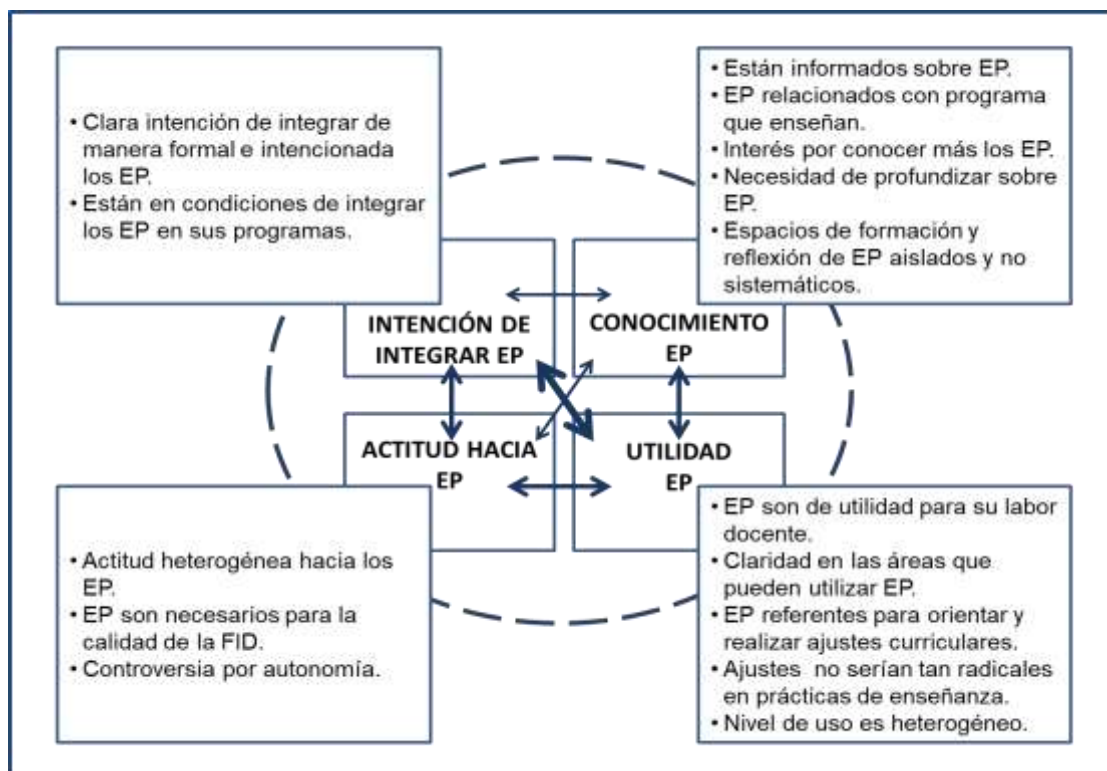 • Clara intención de integrar de
manera formal e intencionada
los EP.
• Están en condiciones de integrar
los EP en sus programas.
• Están informados sobre EP.
• EP relacionados con programa
que enseñan.
• Interés por conocer más los EP.
• Necesidad de profundizar sobre
EP.
• Espacios de formación y
reflexión de EP aislados y no
sistemáticos.
INTENCIÓN DE
INTEGRAR EP
CONOCIMIENTO
EP
ACTITUD HACIA
EP
UTILIDAD
EP
• Actitud heterogénea hacia los
EP.
• EP son necesarios para la
calidad de la FID.
• Controversia por autonomía.
• EP son de utilidad para su labor
docente.
• Claridad en las áreas que
pueden utilizar EP.
• EP referentes para orientar y
realizar ajustes curriculares.
• Ajustes no serían tan radicales
en prácticas de enseñanza.
• Nivel de uso es heterogéneo.